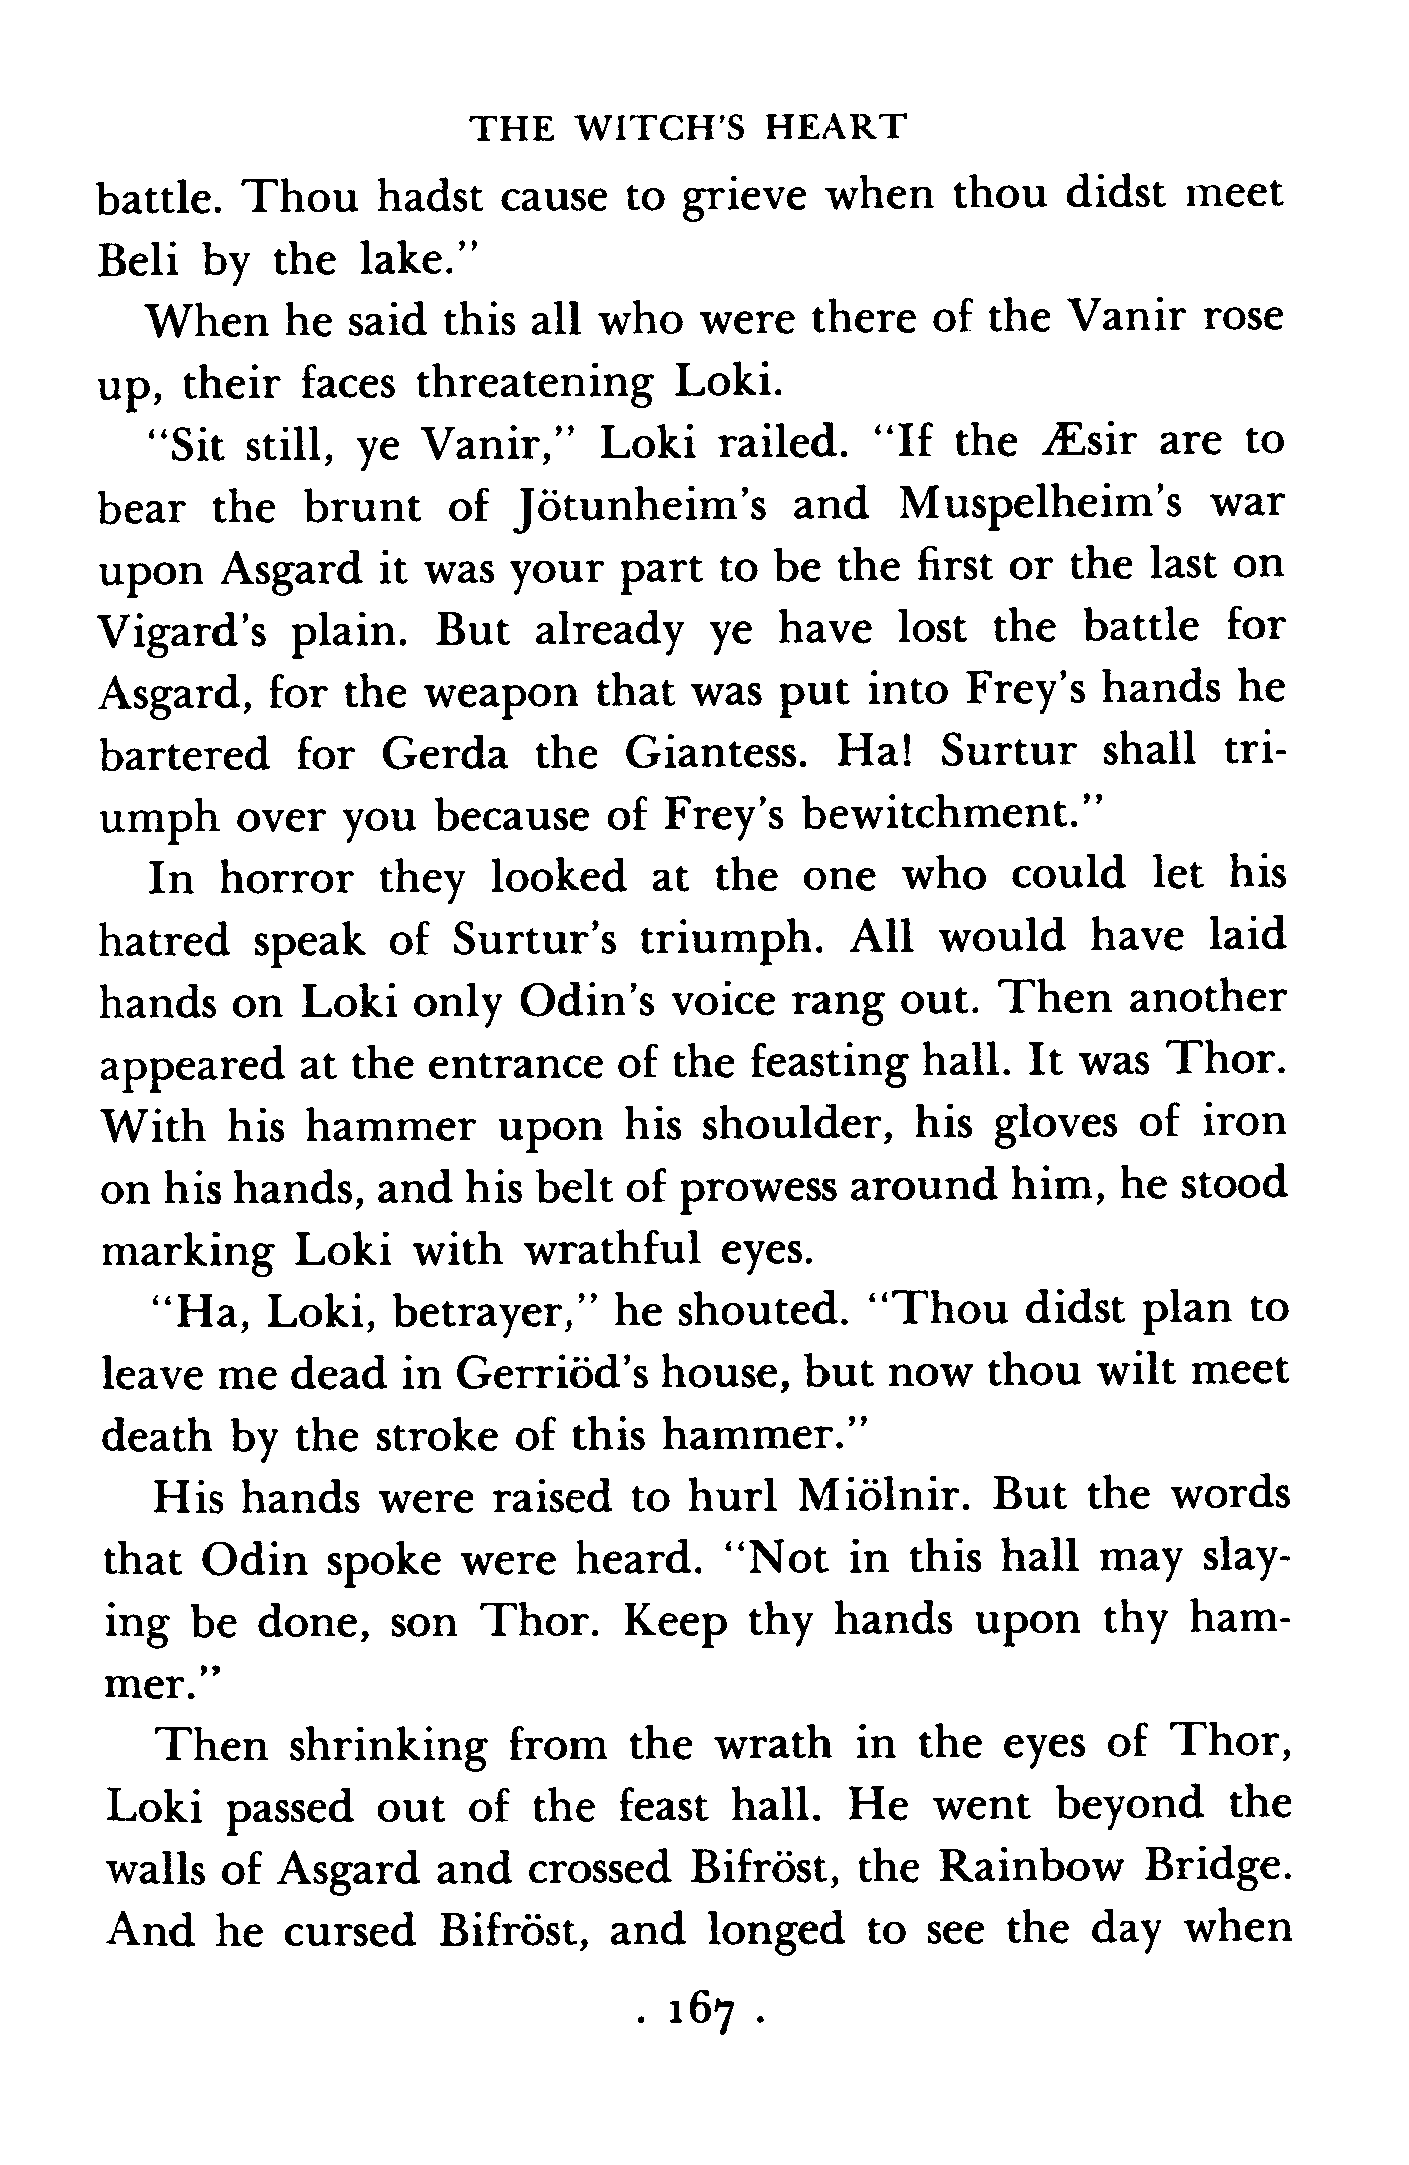 THE WITCH'S HEART
battle. Thou hadst cause to grieve when thou didst meet
Beli by the lake."
When he said this all who were there of the Vanir rose
up, their faces threatening Loki.
"Sit still, ye Vanir," Loki railed. "If the Æsir are to
bear the brunt of Jötunheim's and Muspelheim's war
upon Asgard it was your part to be the first or the last on
Vigard's plain. But already ye have lost the battle for
Asgard, for the weapon that was put into Frey's hands he
bartered for Gerda the Giantess. Ha! Surtur shall tri-
umph over you because of Frey's bewitchment."
In horror they looked at the one who could let his
hatred speak of Surtur's triumph. All would have laid
hands on Loki only Odin's voice rang out. Then another
appeared at the entrance of the feasting hall. It was Thor.
With his hammer upon his shoulder, his gloves of iron
on his hands, and his belt of prowess around him, he stood
marking Loki with wrathful eyes.
"Ha, Loki, betrayer," he shouted. "Thou didst plan to
leave me dead in Gerriöd's house, but now thou wilt meet
death by the stroke of this hammer."
His hands were raised to hurl Miölnir. But the words
that Odin spoke were heard. "Not in this hall may slay-
ing be done, son Thor. Keep thy hands upon thy ham-
mer."
Then shrinking from the wrath in the eyes of Thor,
Loki passed out of the feast hall. He went beyond the
walls of Asgard and crossed Bifröst, the Rainbow Bridge.
And he cursed Bifröst, and longed to see the day when
. 167 .